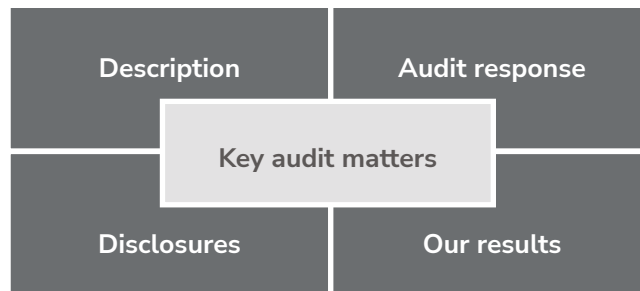 Description
Audit response
Key audit matters
Disclosures
Our results